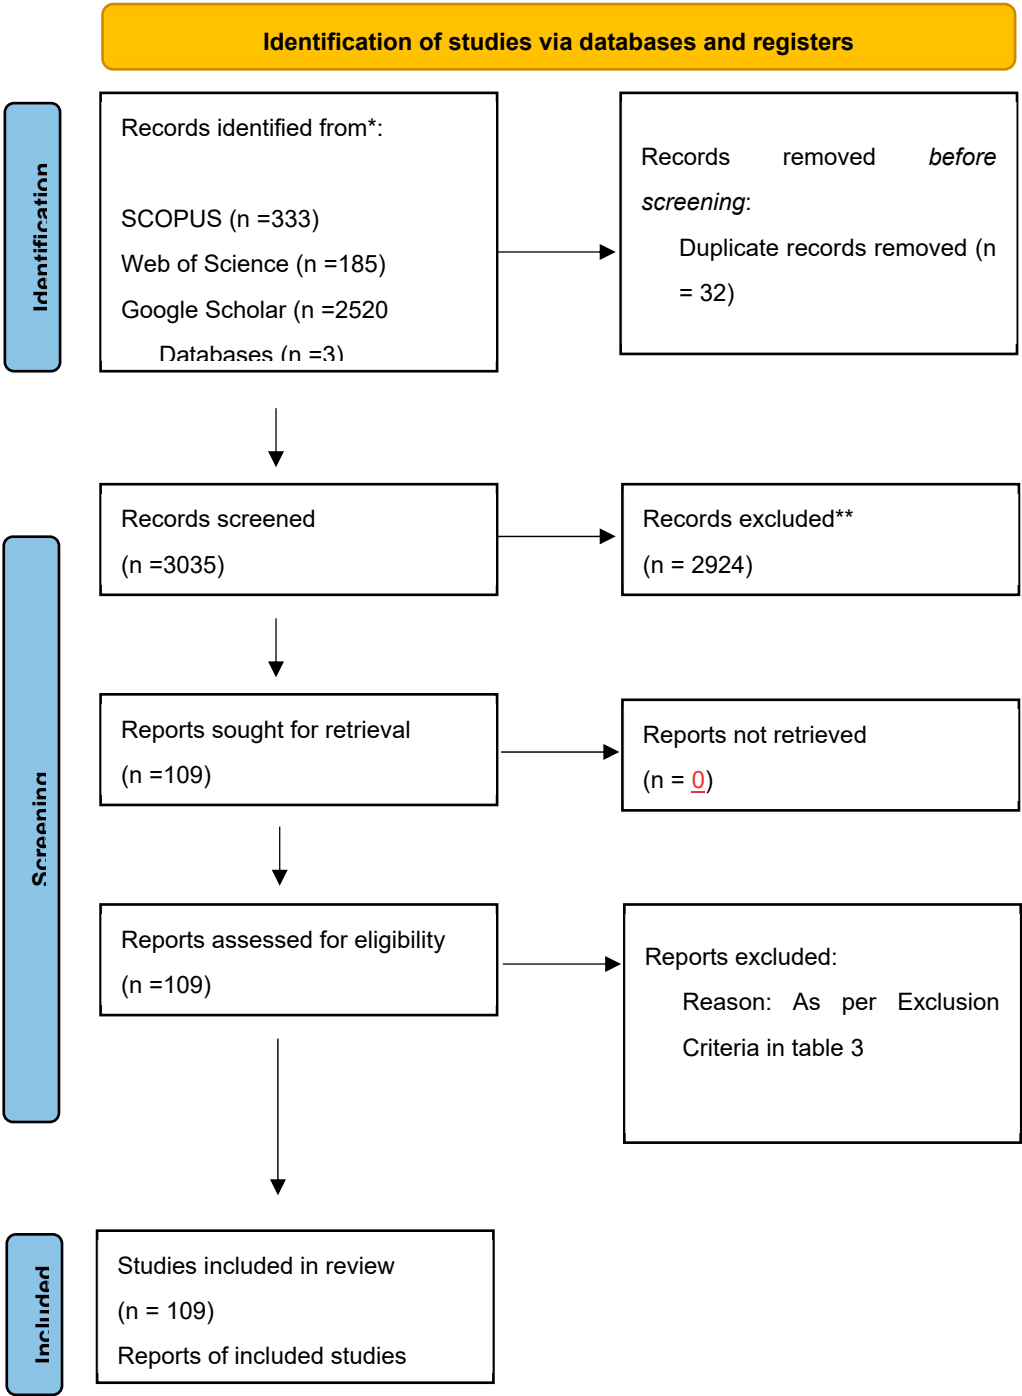 Identification of studies via databases and registers
Identification
Records identified from*:
SCOPUS (n =333)
Web of Science (n =185)
Google Scholar (n =2520
Databases (n =3)
Records removed before
screening:
Duplicate records removed (n
= 32)
Screening
Records screened
(n =3035)
Records excluded**
(n = 2924)
Reports sought for retrieval
(n =109)
Reports not retrieved
(n = 0)
Reports assessed for eligibility
(n =109)
Reports excluded:
Reason: As per Exclusion
Criteria in table 3
Included
Studies included in review
(n = 109)
Reports of included studies